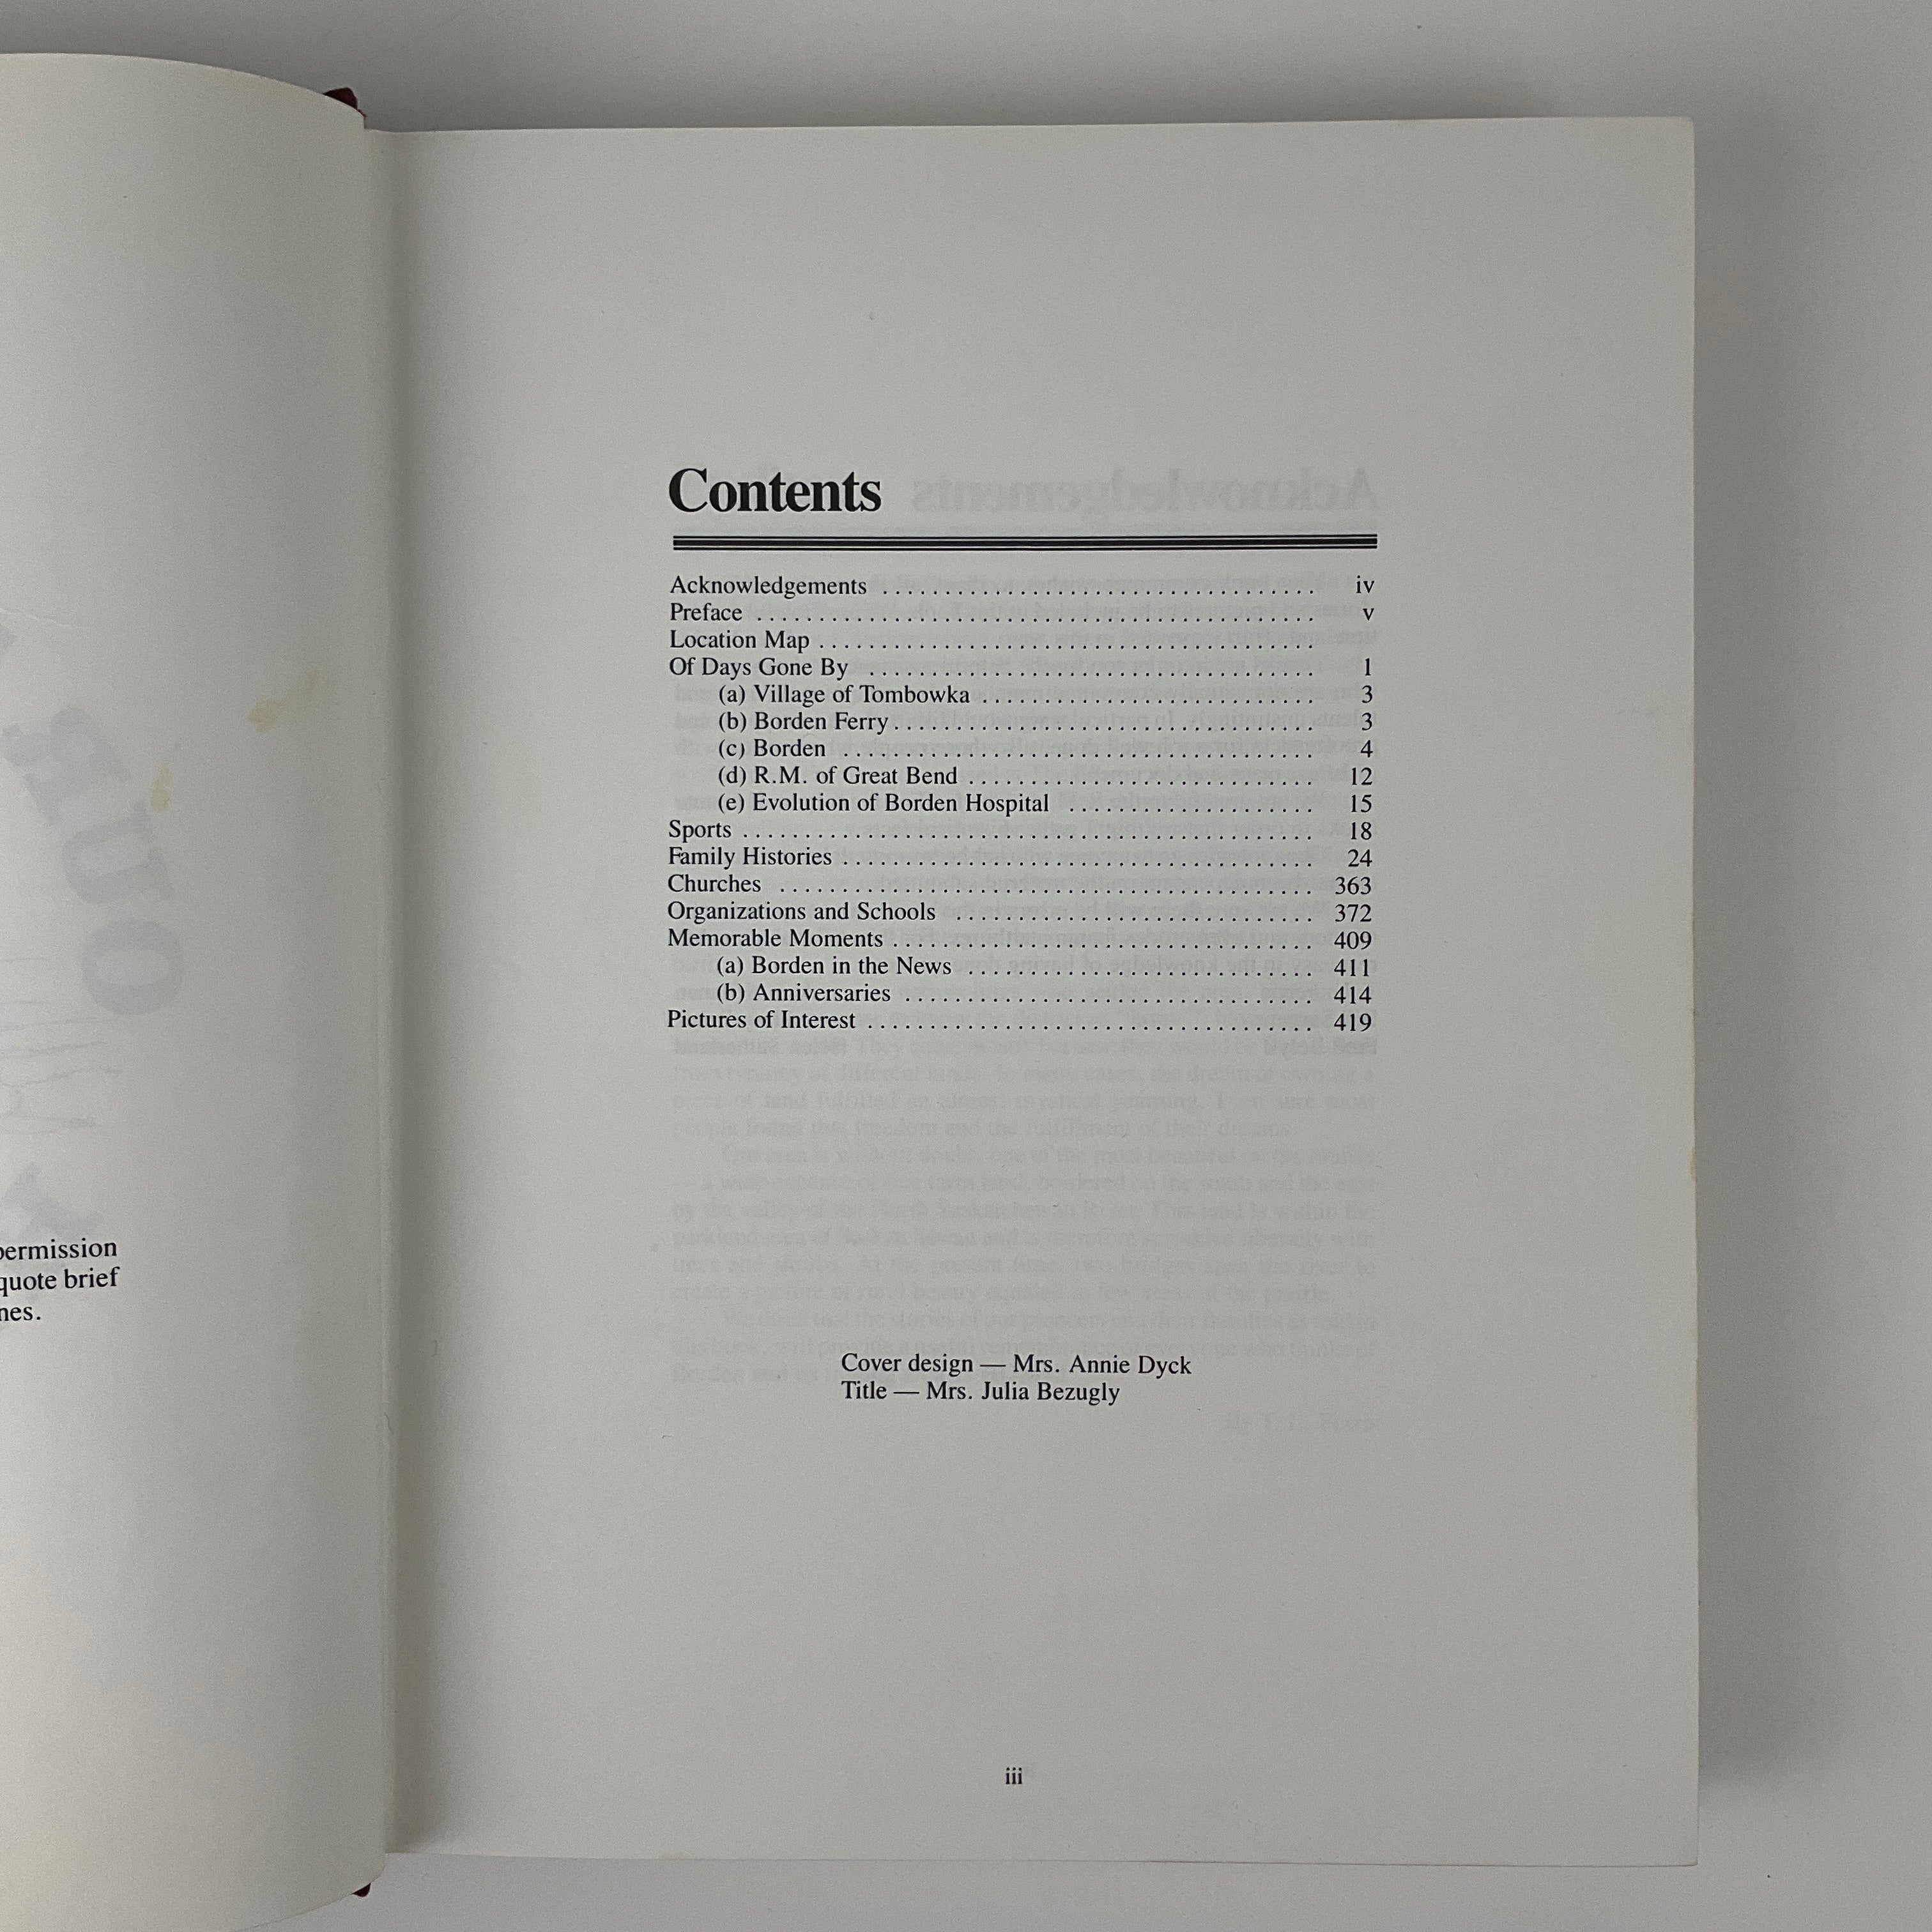 permission
quote brief
nes.
Contents
Acknowledgements .................................. iv
Preface ............................................. v
Location Map ........................................
Of Days Gone By .................................... 1
(a) Village of Tombowka ........................... 3
(b) Borden Ferry .................................. 3
(c) Borden ...................................... 4
(d) R.M. of Great Bend ............................ 12
(e) Evolution of Borden Hospital .................... 15
Sports .............................................. 18
Family Histories ...................................... 24
Churches ........................................... 363
Organizations and Schools ............................. 372
Memorable Moments .................................. 409
(a) Borden in the News ............................ 411
(b) Anniversaries ................................. 414
Pictures of Interest .................................... 419
Cover design — Mrs. Annie Dyck
Title — Mrs. Julia Bezugly
iii